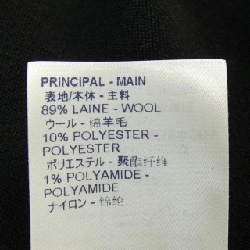 PRINCIPAL - MAIN
表地/本体 - 主料
89% LAINE - WOOL
ウール - 绵羊毛
10% POLYESTER -
POLYESTER
ポリエステル - 聚酯纤维
1% POLYAMIDE -
POLYAMIDE
ナイロン - 锦纶